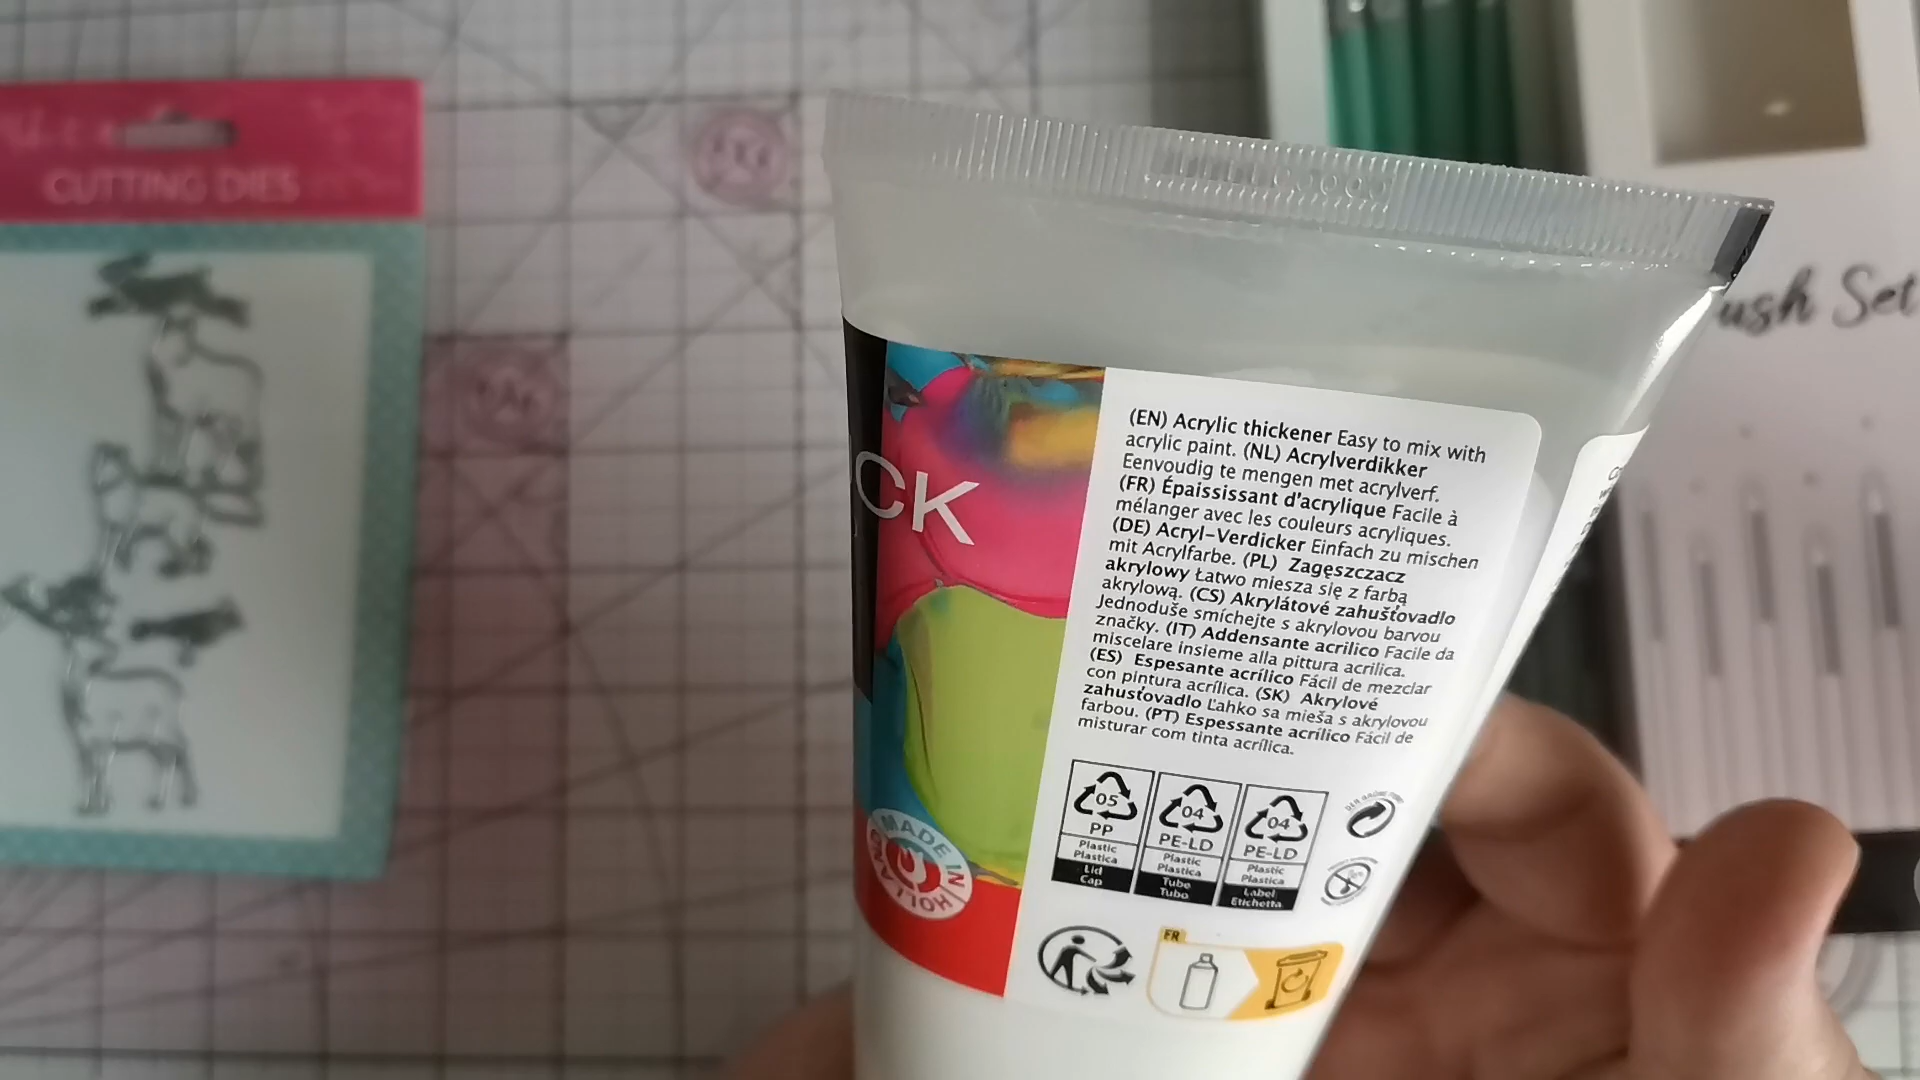 CUTTING DIES
ush Set
CK
(EN) Acrylic thickener Easy to mix with
acrylic paint. (NL) Acrylverdikker
Eenvoudig te mengen met acrylverf.
(FR) Épaississant d'acrylique Facile à
mélanger avec les couleurs acryliques.
(DE) Acryl-Verdicker Einfach zu mischen
mit Acrylfarbe. (PL) Zagęszczacz
akrylowy Łatwo miesza się z farbą
akrylową. (CS) Akrylátové zahušťovadlo
Jednoduše smíchejte s akrylovou barvou
značky. (IT) Addensante acrilico Facile da
miscelare insieme alla pittura acrilica.
(ES) Espesante acrílico Fácil de mezclar
con pintura acrílica. (SK) Akrylové
zahusťovadlo Ľahko sa mieša s akrylovou
farbou. (PT) Espessante acrílico Fácil de
misturar com tinta acrílica.
05
PP
Plastic
Plastica
Lid
Cap
04
PE-LD
Plastic
Plastica
Tube
Tubo
04
PE-LD
Plastic
Plastica
Label
Etichetta
DER GRÜNE PUNKT
MADE IN
HOLLAND
FR